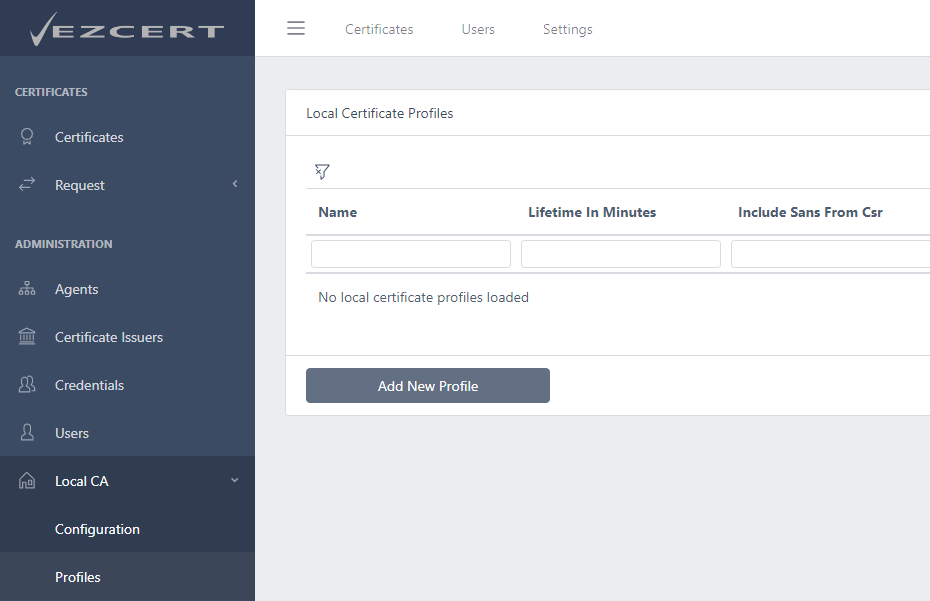 EZCERT
Certificates Users Settings
CERTIFICATES
Certificates
Request
ADMINISTRATION
Agents
Certificate Issuers
Credentials
Users
Local CA
Configuration
Profiles
Local Certificate Profiles
Name Lifetime In Minutes Include Sans From Csr
No local certificate profiles loaded
Add New Profile